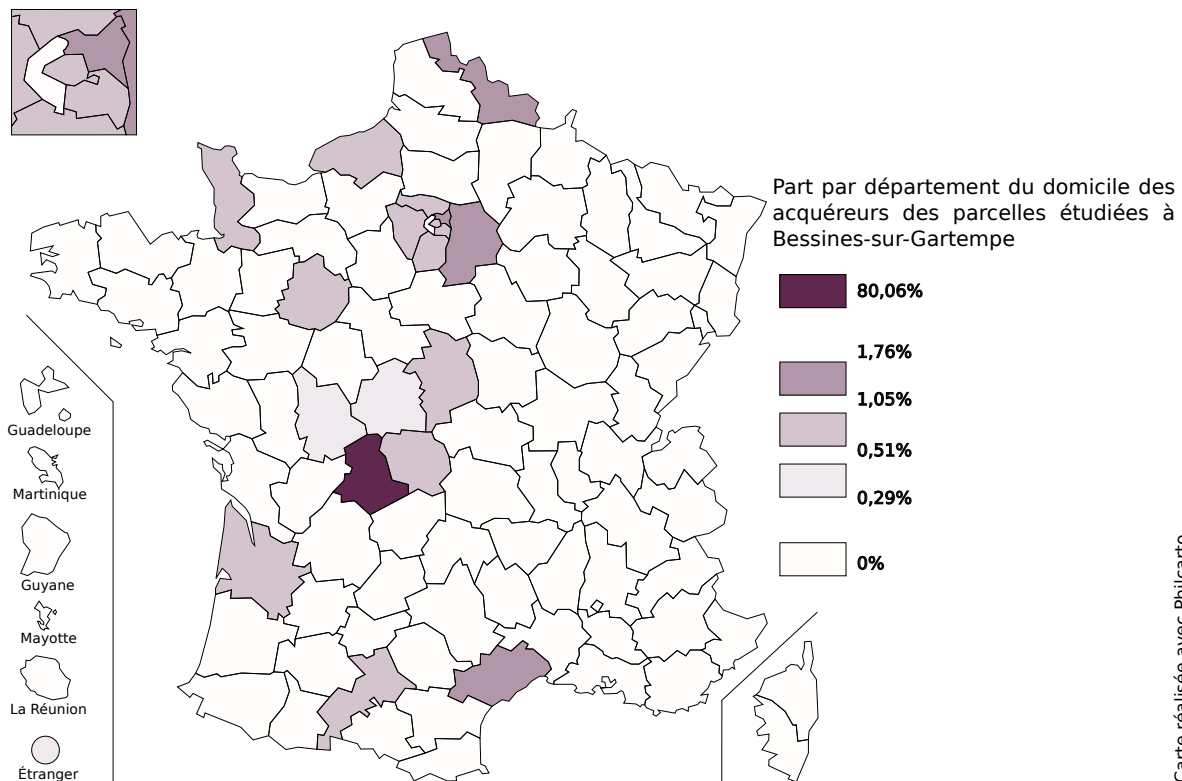 Part par département du domicile des
acquéreurs des parcelles étudiées à
Bessines-sur-Gartempe
80,06%
1,76%
1,05%
0,51%
0,29%
0%
Guadeloupe
Martinique
Guyane
Mayotte
La Réunion
Étranger
Carte réalisée avec Philcarto